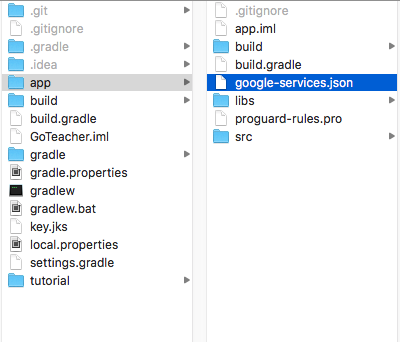 .git
.gitignore
.gradle
.idea
app
build
build.gradle
GoTeacher.iml
gradle
gradle.properties
gradlew
gradlew.bat
key.jks
local.properties
settings.gradle
tutorial
.gitignore
app.iml
build
build.gradle
google-services.json
libs
proguard-rules.pro
src